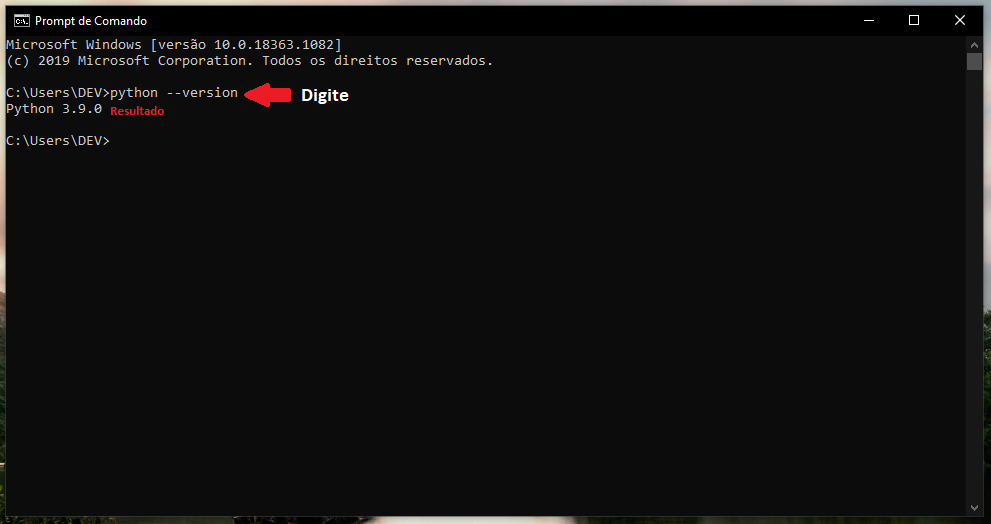 Prompt de Comando
Microsoft Windows [versão 10.0.18363.1082]
(c) 2019 Microsoft Corporation. Todos os direitos reservados.
C:\Users\DEV>python --version Digite
Python 3.9.0 Resultado
C:\Users\DEV>